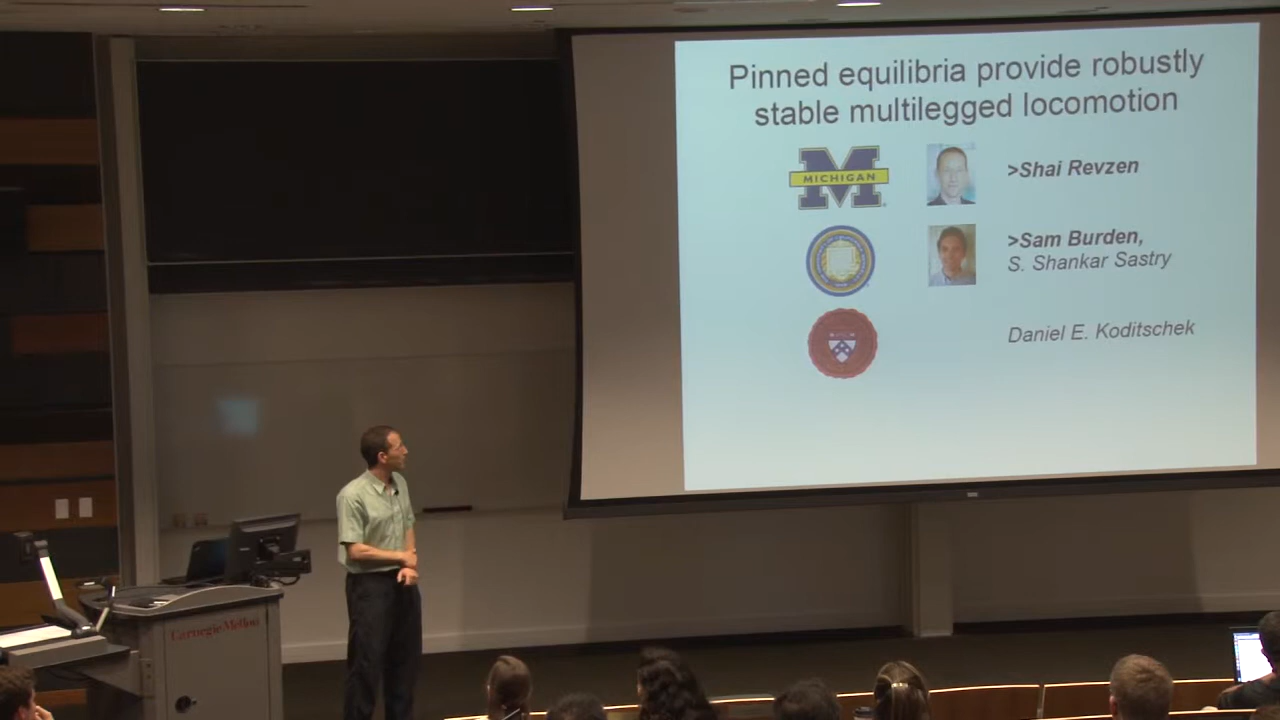 Pinned equilibria provide robustly
stable multilegged locomotion
MICHIGAN
>Shai Revzen
>Sam Burden,
S. Shankar Sastry
Daniel E. Koditschek
Carnegie Mellon